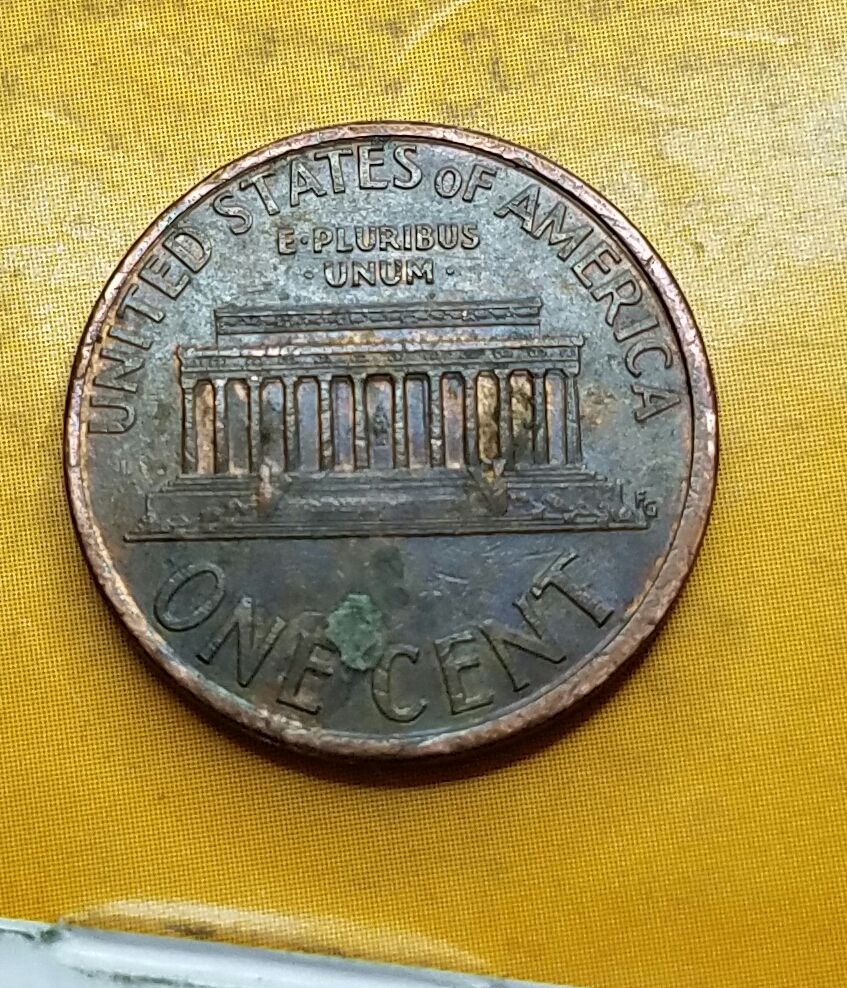 UNITED STATES OF AMERICA
E·PLURIBUS
·UNUM·
FG
ONE CENT